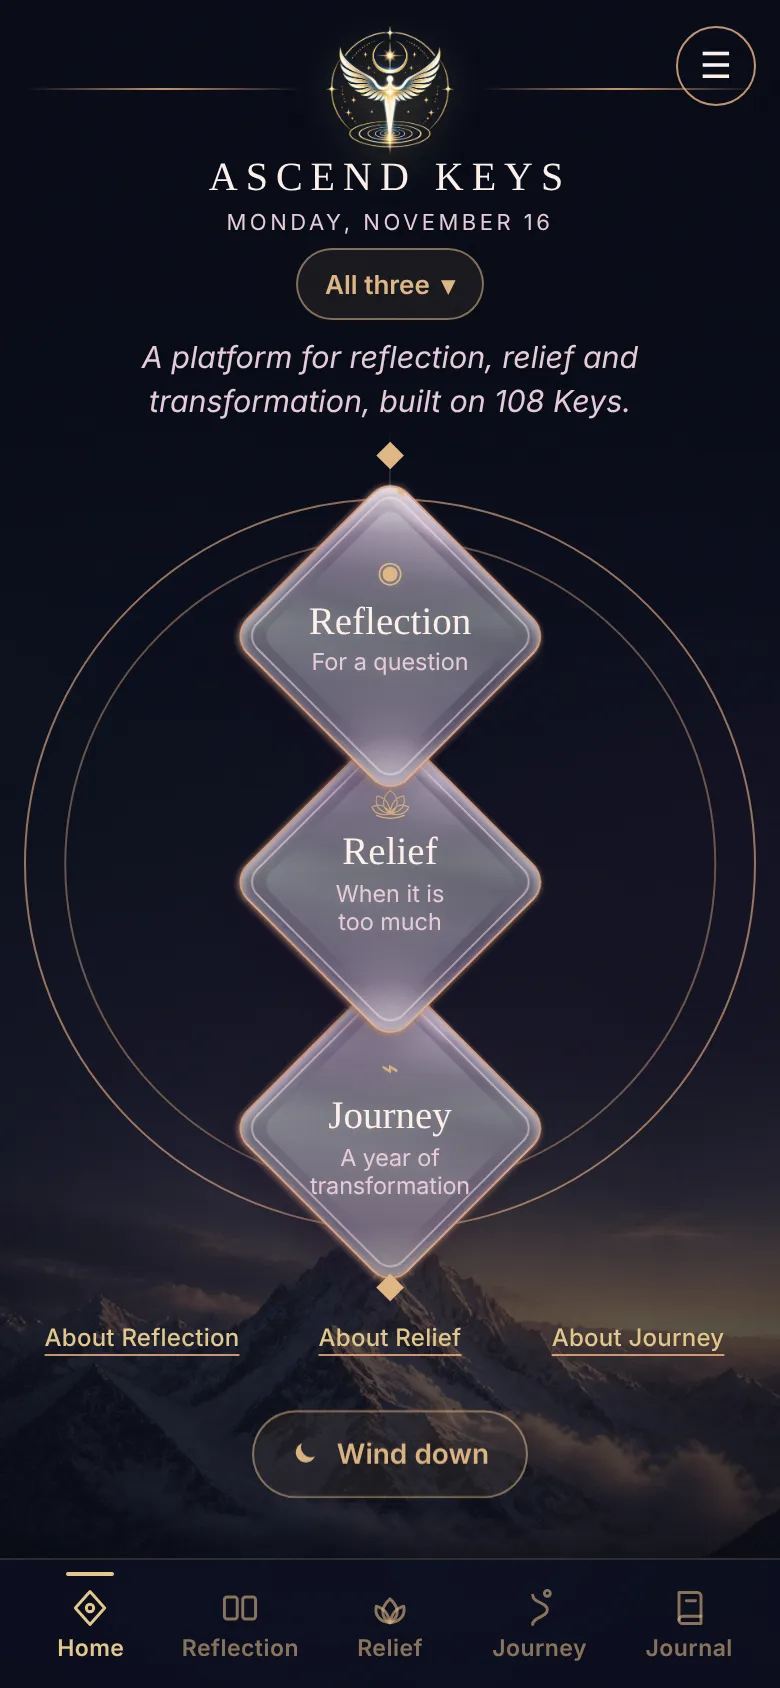 ASCEND KEYS
MONDAY, NOVEMBER 16
All three ▾
A platform for reflection, relief and
transformation, built on 108 Keys.
Reflection
For a question
Relief
When it is
too much
Journey
A year of
transformation
About Reflection
About Relief
About Journey
Wind down
Home
Reflection
Relief
Journey
Journal